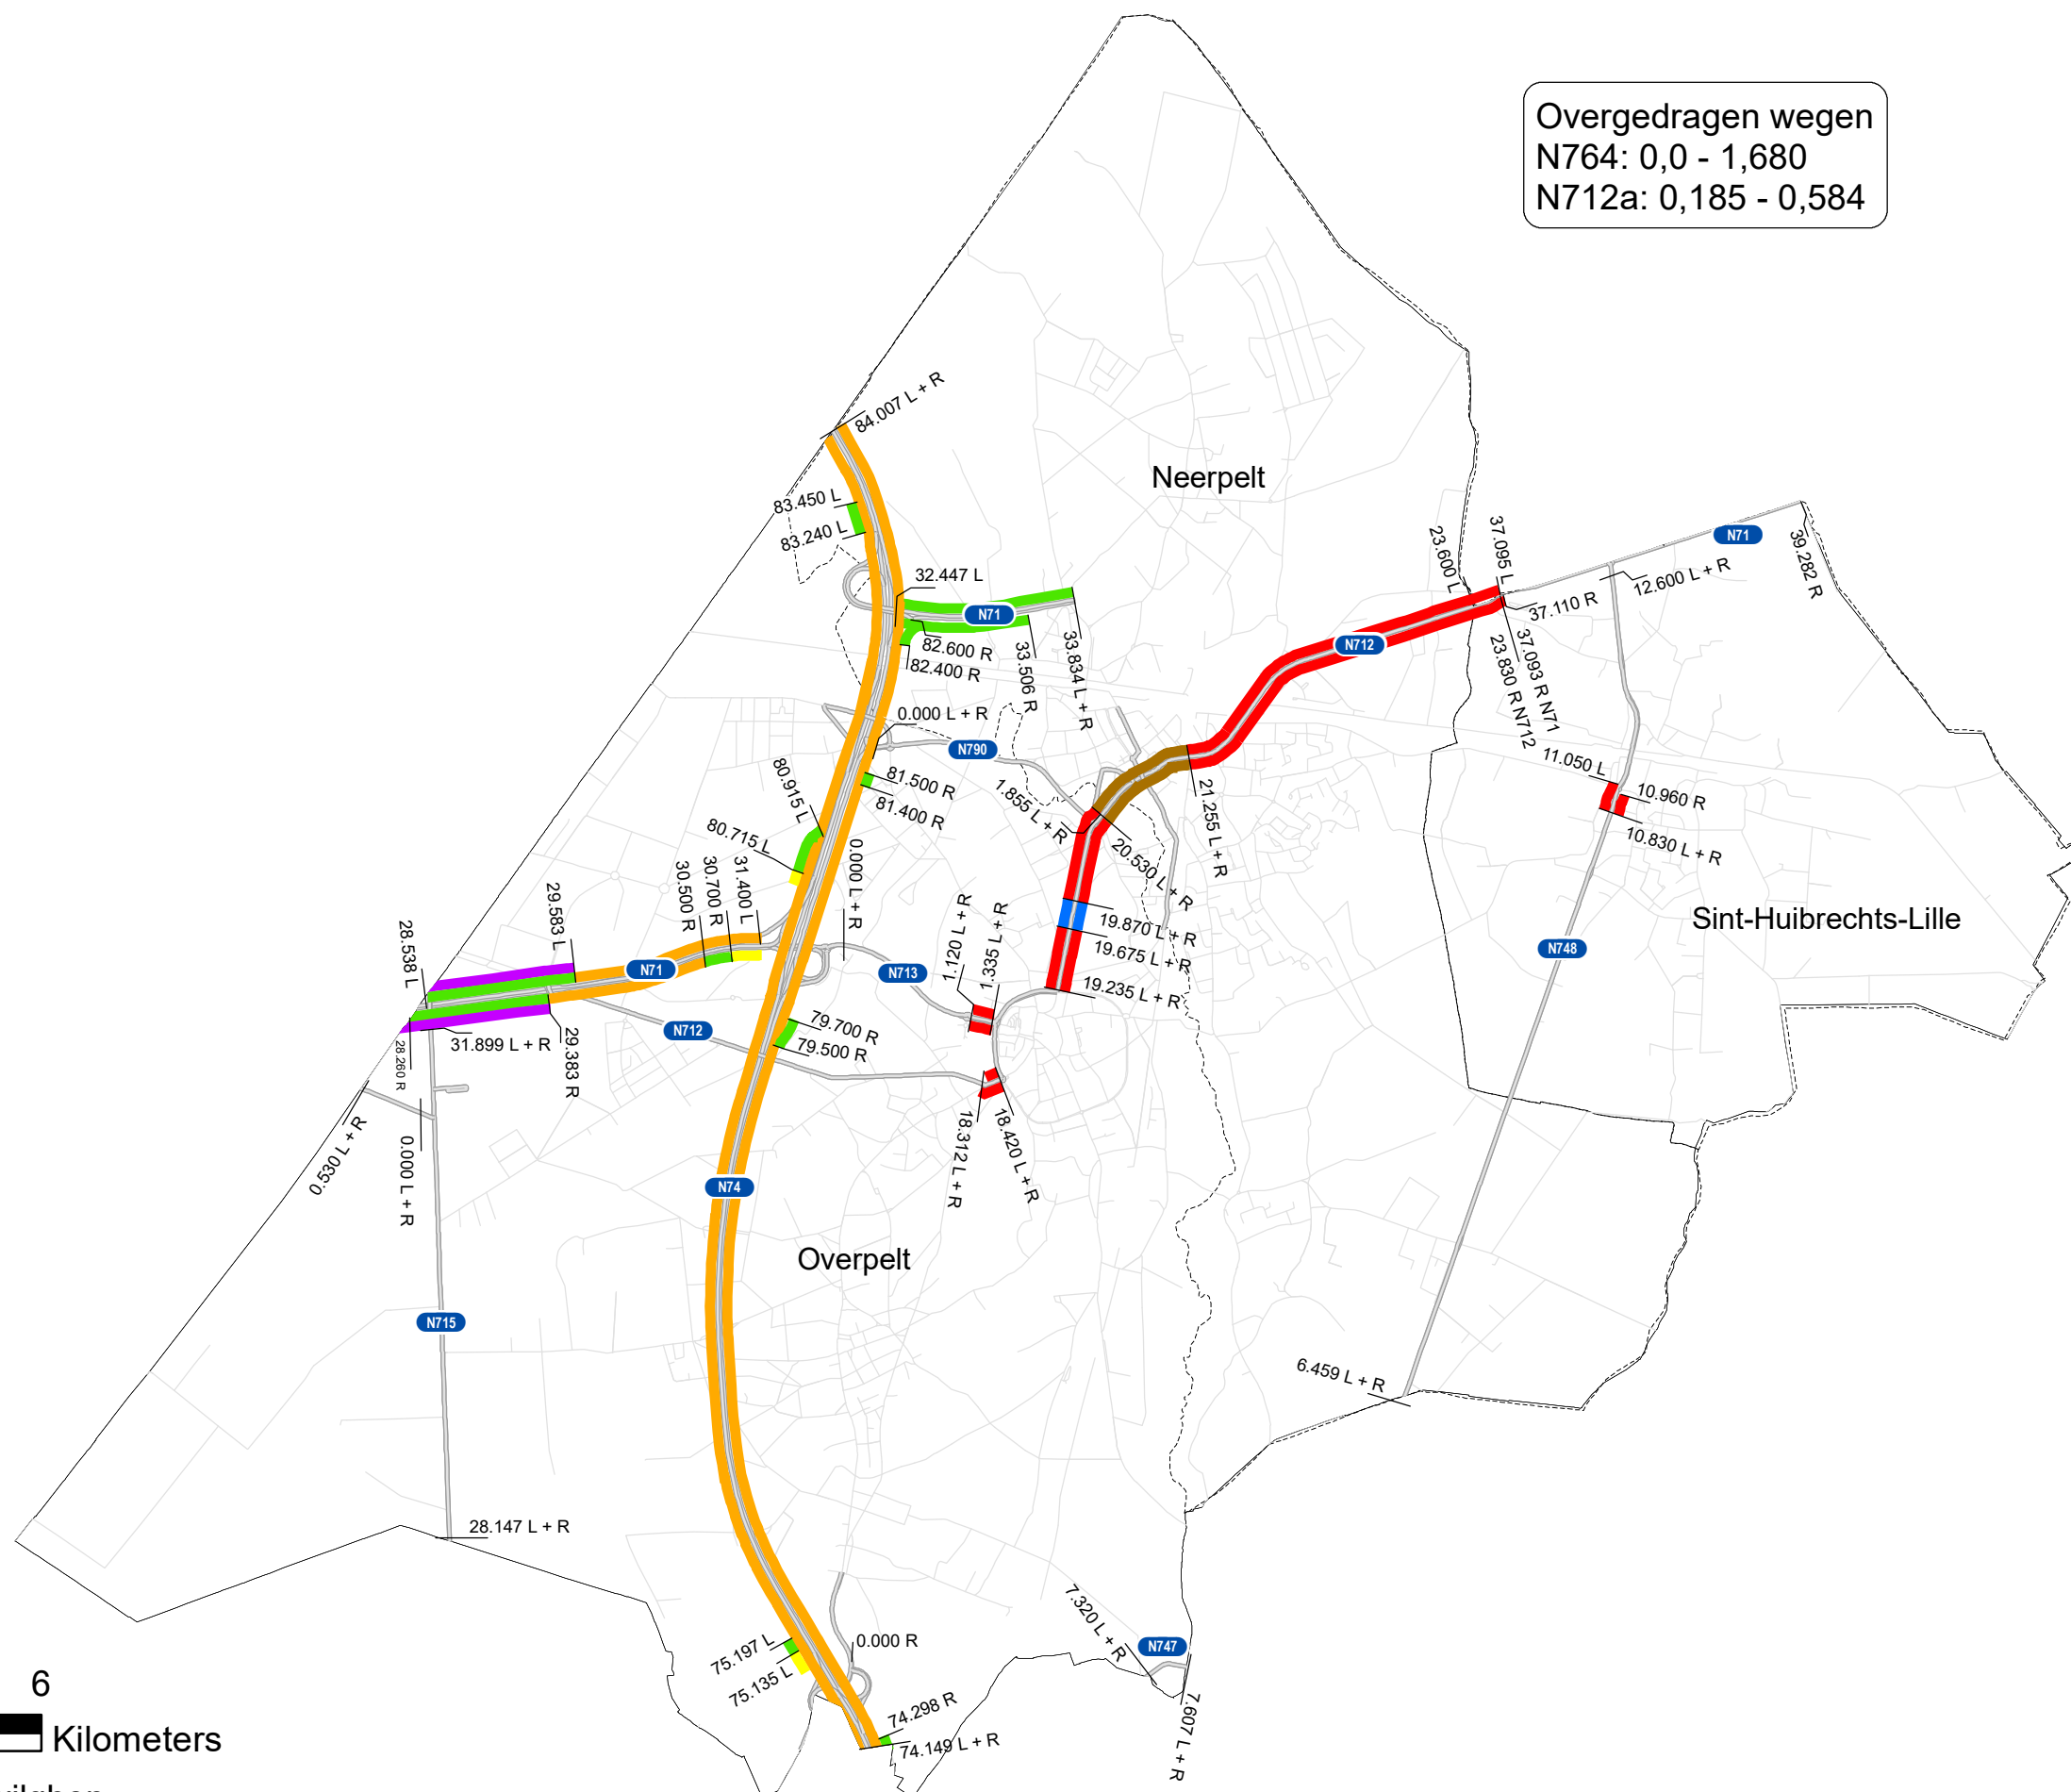 Overgedragen wegen
N764: 0,0 - 1,680
N712a: 0,185 - 0,584
84.007 L + R
Neerpelt
83.450 L
83.240 L
32.447 L
N71
82.600 R
82.400 R
33.506 R
33.834 L + R
23.600 L
37.095 L
N71
39.282 R
12.600 L + R
37.110 R
N712
37.093 R N71
23.830 R N712
0.000 L + R
N790
80.915 L
81.500 R
81.400 R
1.855 L + R
21.255 L + R
11.050 L
10.960 R
10.830 L + R
80.715 L
0.000 L + R
20.530 L + R
30.500 R
30.700 R
31.400 L
29.583 L
28.538 L
N71
N713
1.120 L + R
1.335 L + R
19.870 L + R
19.675 L + R
19.235 L + R
Sint-Huibrechts-Lille
N748
N712
79.700 R
79.500 R
31.899 L + R
28.260 R
29.383 R
0.530 L + R
0.000 L + R
18.312 L + R
18.420 L + R
N74
Overpelt
N715
6.459 L + R
28.147 L + R
75.197 L
75.135 L
0.000 R
7.320 L + R
N747
7.607 L + R
74.298 R
74.149 L + R
6
Kilometers